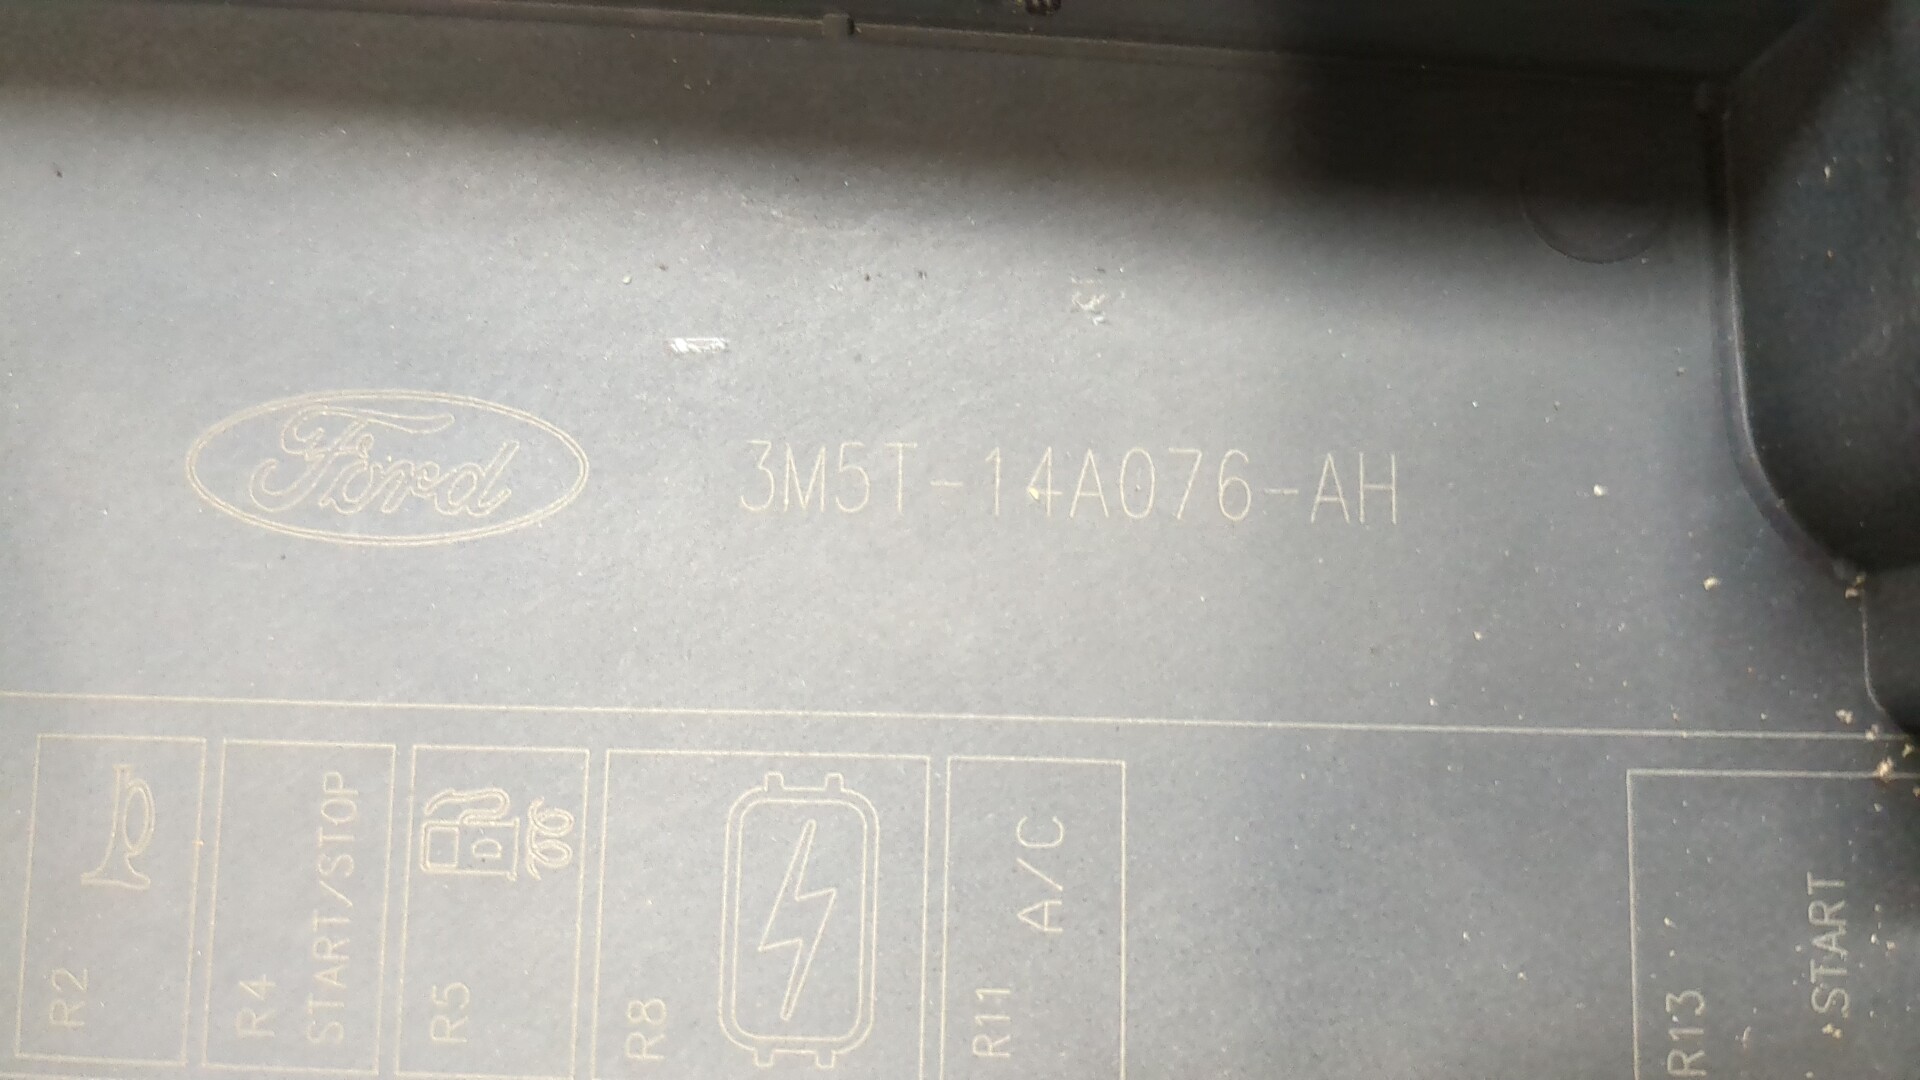 Ford
3M5T-14A076-AH
R2
R4
START/STOP
R5
D
R8
R11
A/C
R13
START